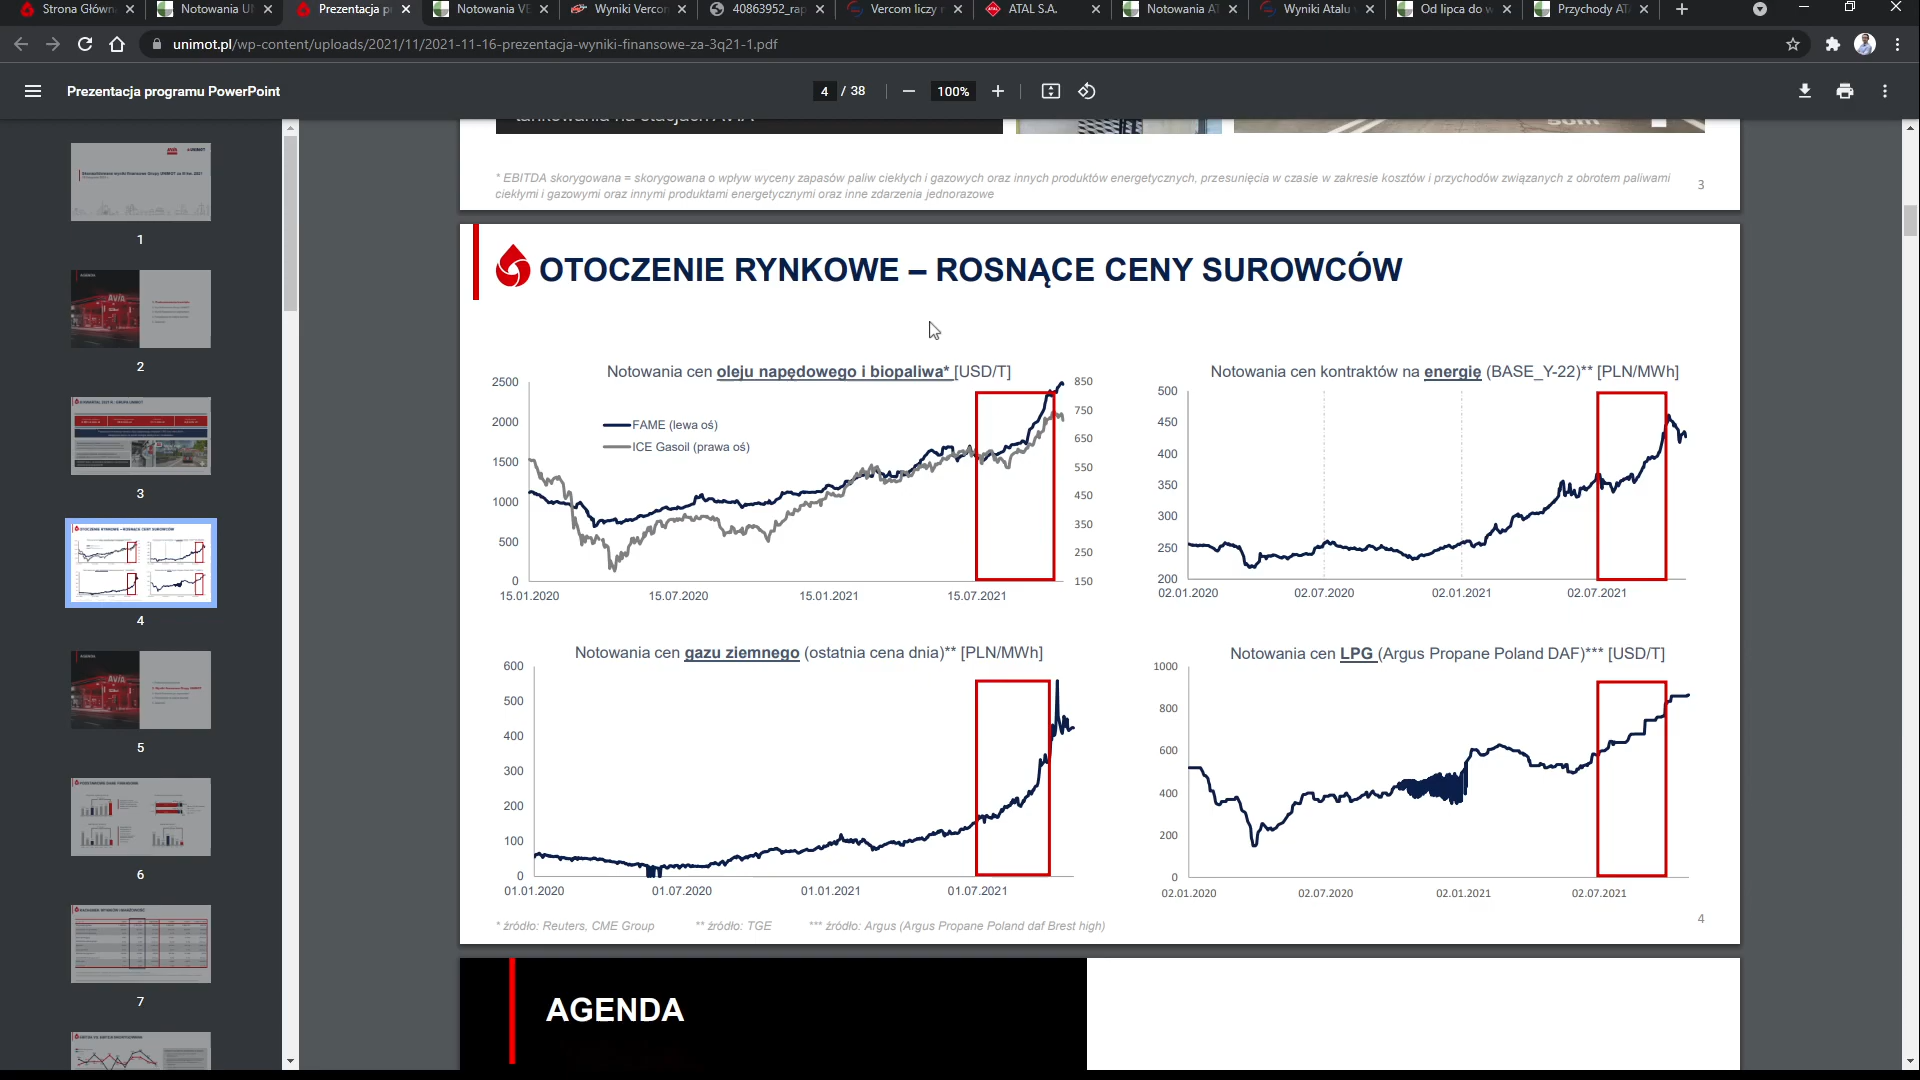 Strona Główn
Notowania U
Prezentacja p
Notowania VE
Wyniki Vercon
40863952_rap
Vercom liczy
ATAL S.A.
Notowania AT
Wyniki Atalu
Od lipca do w
Przychody AT
unimot.pl/wp-content/uploads/2021/11/2021-11-16-prezentacja-wyniki-finansowe-za-3q21-1.pdf
Prezentacja programu PowerPoint
4 / 38
100%
1
2
3
4
5
6
7
* EBITDA skorygowana = skorygowana o wpływ wyceny zapasów paliw ciekłych i gazowych oraz innych produktów energetycznych, przesunięcia w czasie w zakresie kosztów i przychodów związanych z obrotem paliwami
ciekłymi i gazowymi oraz innymi produktami energetycznymi oraz inne zdarzenia jednorazowe
3
OTOCZENIE RYNKOWE – ROSNĄCE CENY SUROWCÓW
Notowania cen oleju napędowego i biopaliwa* [USD/T]
2500
2000
1500
1000
500
0
FAME (lewa oś)
ICE Gasoil (prawa oś)
850
750
650
550
450
350
250
150
15.01.2020
15.07.2020
15.01.2021
15.07.2021
Notowania cen kontraktów na energię (BASE_Y-22)** [PLN/MWh]
500
450
400
350
300
250
200
02.01.2020
02.07.2020
02.01.2021
02.07.2021
Notowania cen gazu ziemnego (ostatnia cena dnia)** [PLN/MWh]
600
500
400
300
200
100
0
01.01.2020
01.07.2020
01.01.2021
01.07.2021
Notowania cen LPG (Argus Propane Poland DAF)*** [USD/T]
1000
800
600
400
200
0
02.01.2020
02.07.2020
02.01.2021
02.07.2021
* źródło: Reuters, CME Group
** źródło: TGE
*** źródło: Argus (Argus Propane Poland daf Brest high)
4
AGENDA